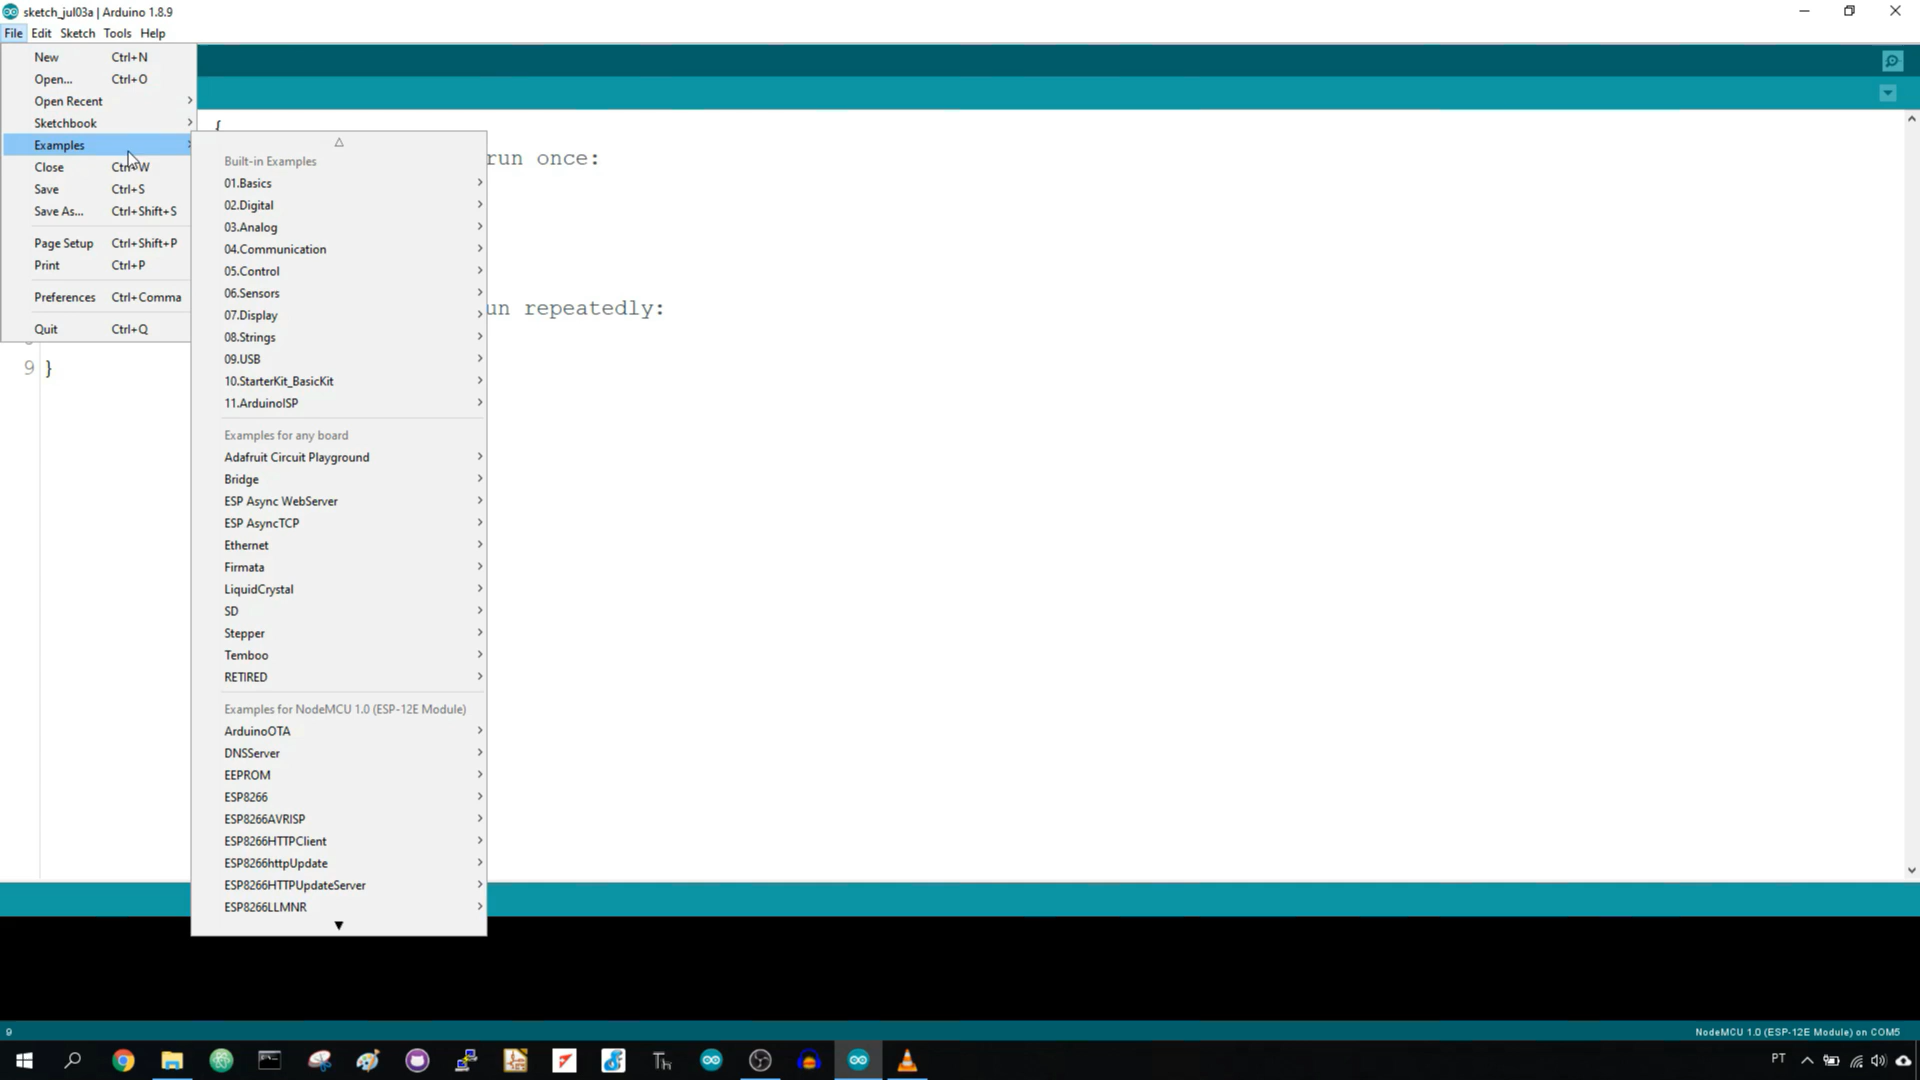 sketch_jul03a | Arduino 1.8.9
File Edit Sketch Tools Help
New Ctrl+N
Open... Ctrl+O
Open Recent
Sketchbook
Examples
Close Ctrl+W
Save Ctrl+S
Save As... Ctrl+Shift+S
Page Setup Ctrl+Shift+P
Print Ctrl+P
Preferences Ctrl+Comma
Quit Ctrl+Q
Built-in Examples
01.Basics
02.Digital
03.Analog
04.Communication
05.Control
06.Sensors
07.Display
08.Strings
09.USB
10.StarterKit_BasicKit
11.ArduinoISP
Examples for any board
Adafruit Circuit Playground
Bridge
ESP Async WebServer
ESP AsyncTCP
Ethernet
Firmata
LiquidCrystal
SD
Stepper
Temboo
RETIRED
Examples for NodeMCU 1.0 (ESP-12E Module)
ArduinoOTA
DNSServer
EEPROM
ESP8266
ESP8266AVRISP
ESP8266HTTPClient
ESP8266httpUpdate
ESP8266HTTPUpdateServer
ESP8266LLMNR
{
run once:
un repeatedly:
9 }
9
NodeMCU 1.0 (ESP-12E Module) on COM5
Th
PT